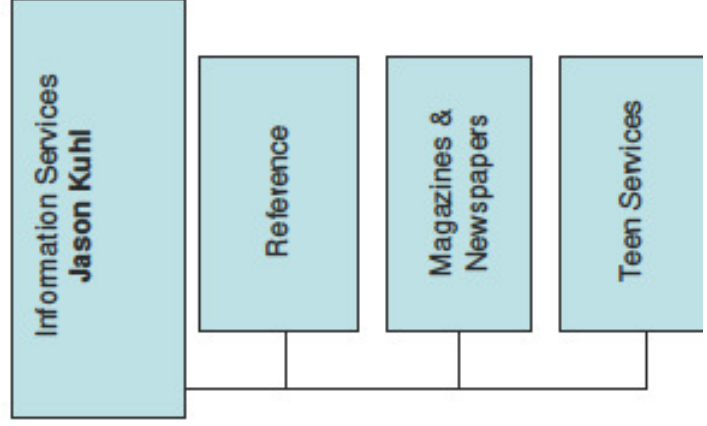 Information Services
Jason Kuhl
Reference
Magazines &
Newspapers
Teen Services